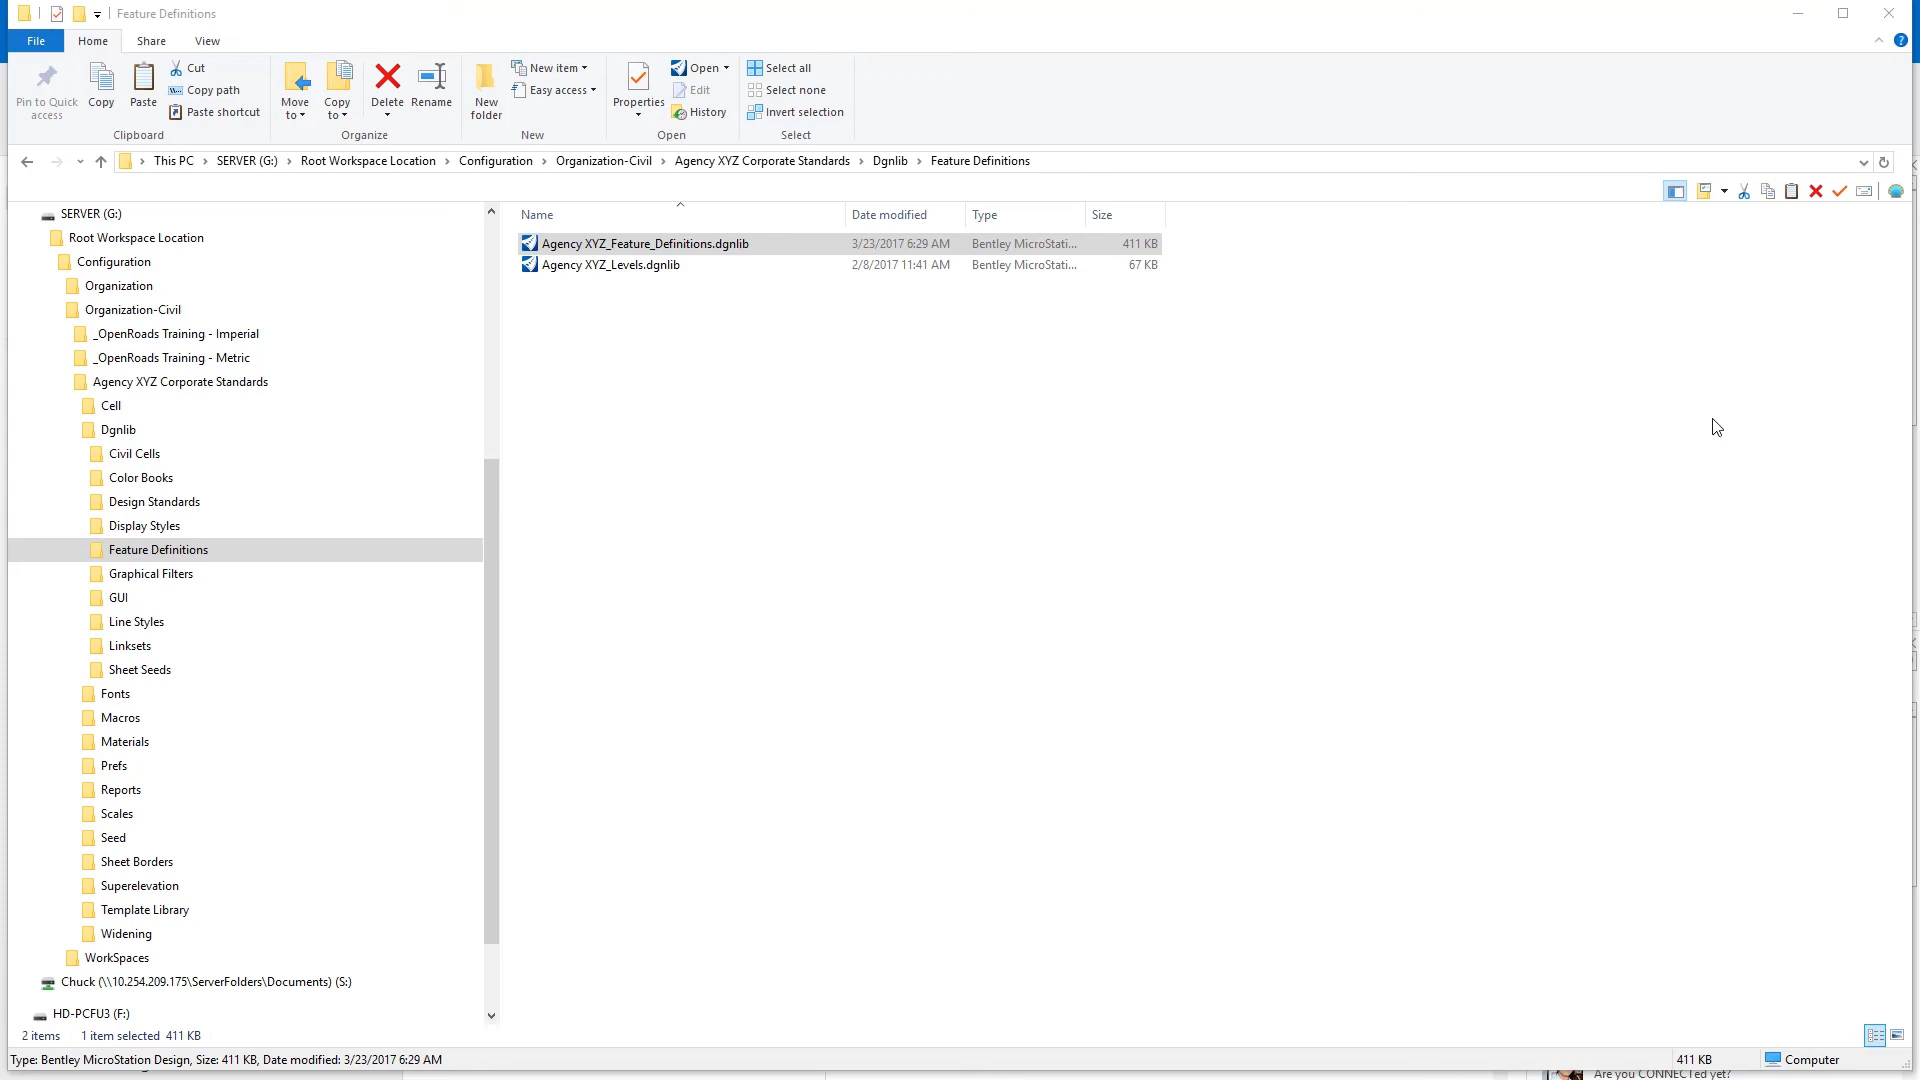 Feature Definitions
File Home Share View
Pin to Quick access
Copy
Paste
Cut
Copy path
Paste shortcut
Clipboard
Move to
Copy to
Delete
Rename
Organize
New folder
New item
Easy access
New
Properties
Open
Edit
History
Open
Select all
Select none
Invert selection
Select
This PC > SERVER (G:) > Root Workspace Location > Configuration > Organization-Civil > Agency XYZ Corporate Standards > Dgnlib > Feature Definitions
SERVER (G:)
Root Workspace Location
Configuration
Organization
Organization-Civil
_OpenRoads Training - Imperial
_OpenRoads Training - Metric
Agency XYZ Corporate Standards
Cell
Dgnlib
Civil Cells
Color Books
Design Standards
Display Styles
Feature Definitions
Graphical Filters
GUI
Line Styles
Linksets
Sheet Seeds
Fonts
Macros
Materials
Prefs
Reports
Scales
Seed
Sheet Borders
Superelevation
Template Library
Widening
WorkSpaces
Chuck (\\10.254.209.175\ServerFolders\Documents) (S:)
HD-PCFU3 (F:)
Name Date modified Type Size
Agency XYZ_Feature_Definitions.dgnlib 3/23/2017 6:29 AM Bentley MicroStati... 411 KB
Agency XYZ_Levels.dgnlib 2/8/2017 11:41 AM Bentley MicroStati... 67 KB
2 items 1 item selected 411 KB
Type: Bentley MicroStation Design, Size: 411 KB, Date modified: 3/23/2017 6:29 AM 411 KB Computer
Are you CONNECTed yet?